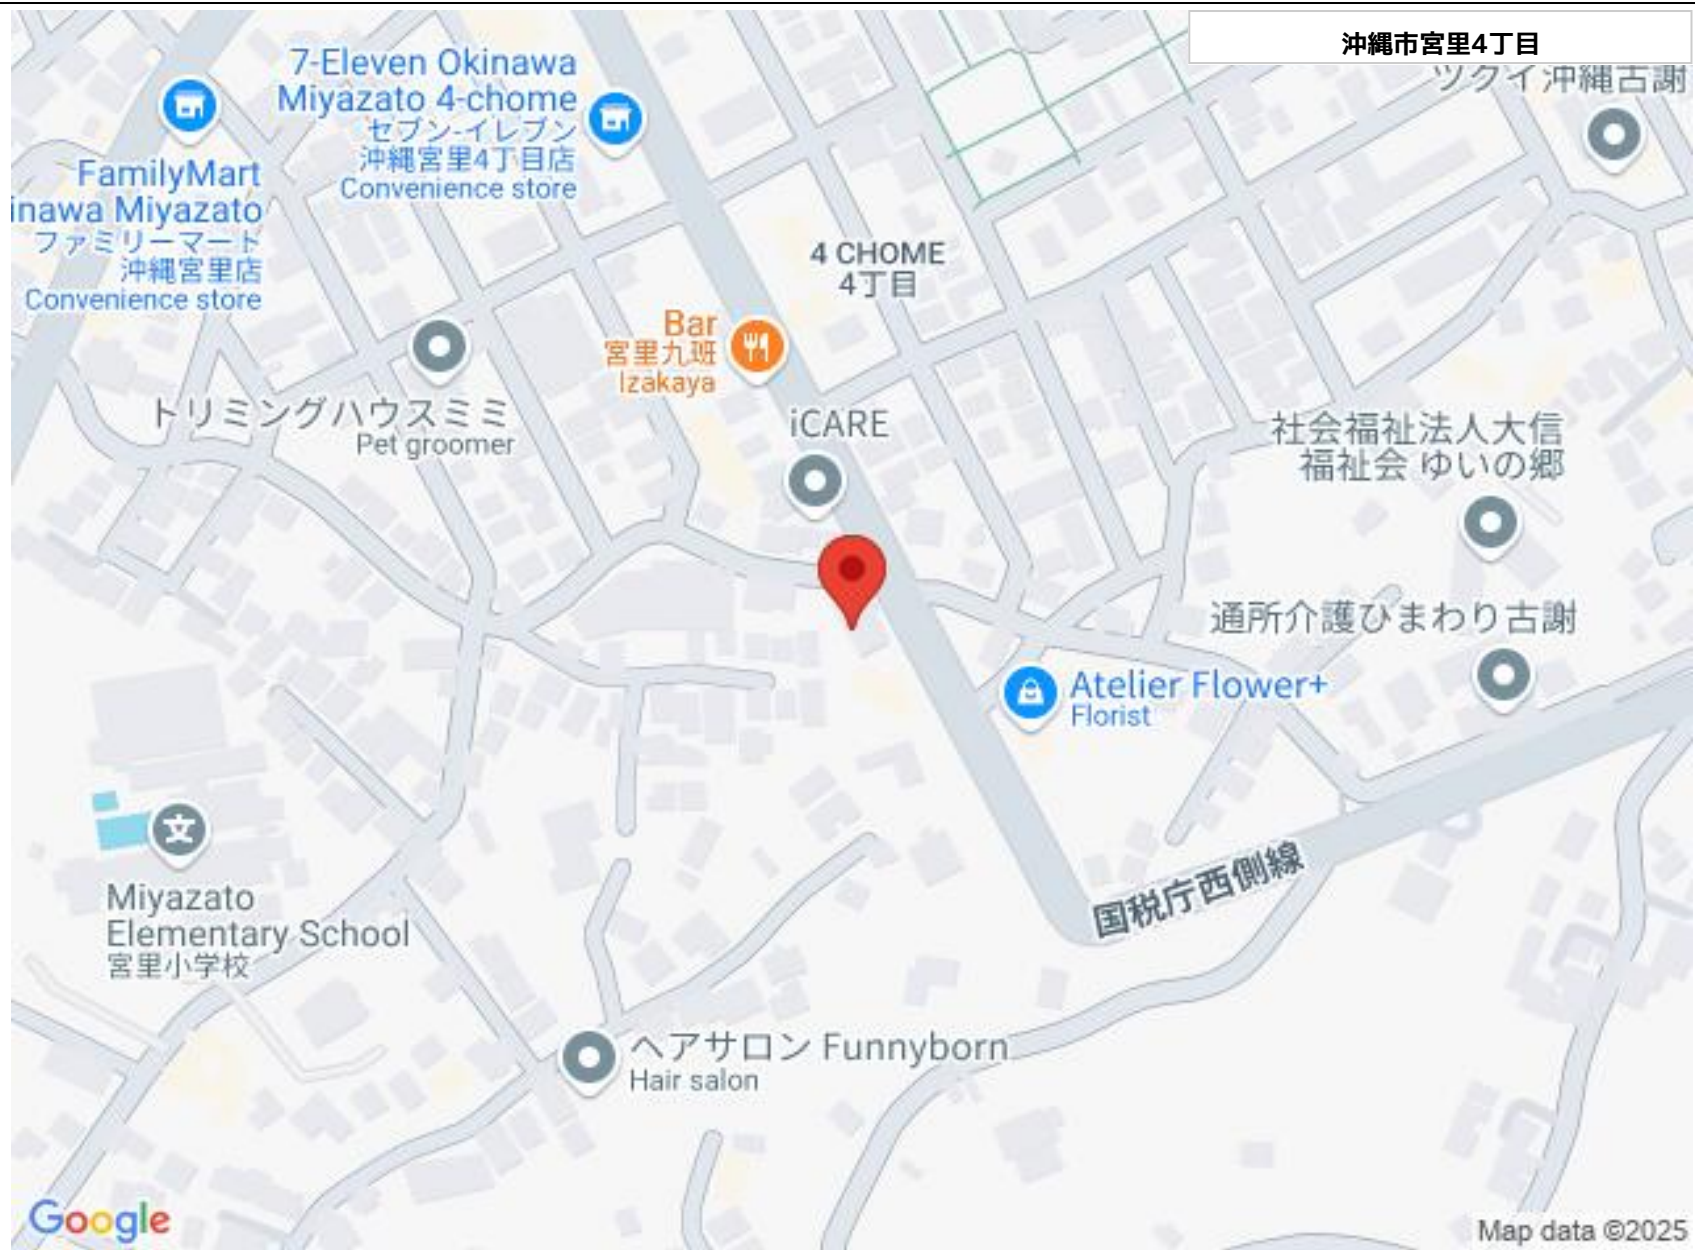 沖縄市宮里4丁目
7-Eleven Okinawa
Miyazato 4-chome
セブン-イレブン
沖縄宮里4丁目店
Convenience store
ツクイ沖縄古謝
FamilyMart
inawa Miyazato
ファミリーマート
沖縄宮里店
Convenience store
4 CHOME
4丁目
Bar
宮里九班
Izakaya
トリミングハウスミミ
Pet groomer
iCARE
社会福祉法人大信
福祉会 ゆいの郷
通所介護ひまわり古謝
Atelier Flower+
Florist
国税庁西側線
文
Miyazato
Elementary School
宮里小学校
ヘアサロン Funnyborn
Hair salon
Google
Map data ©2025